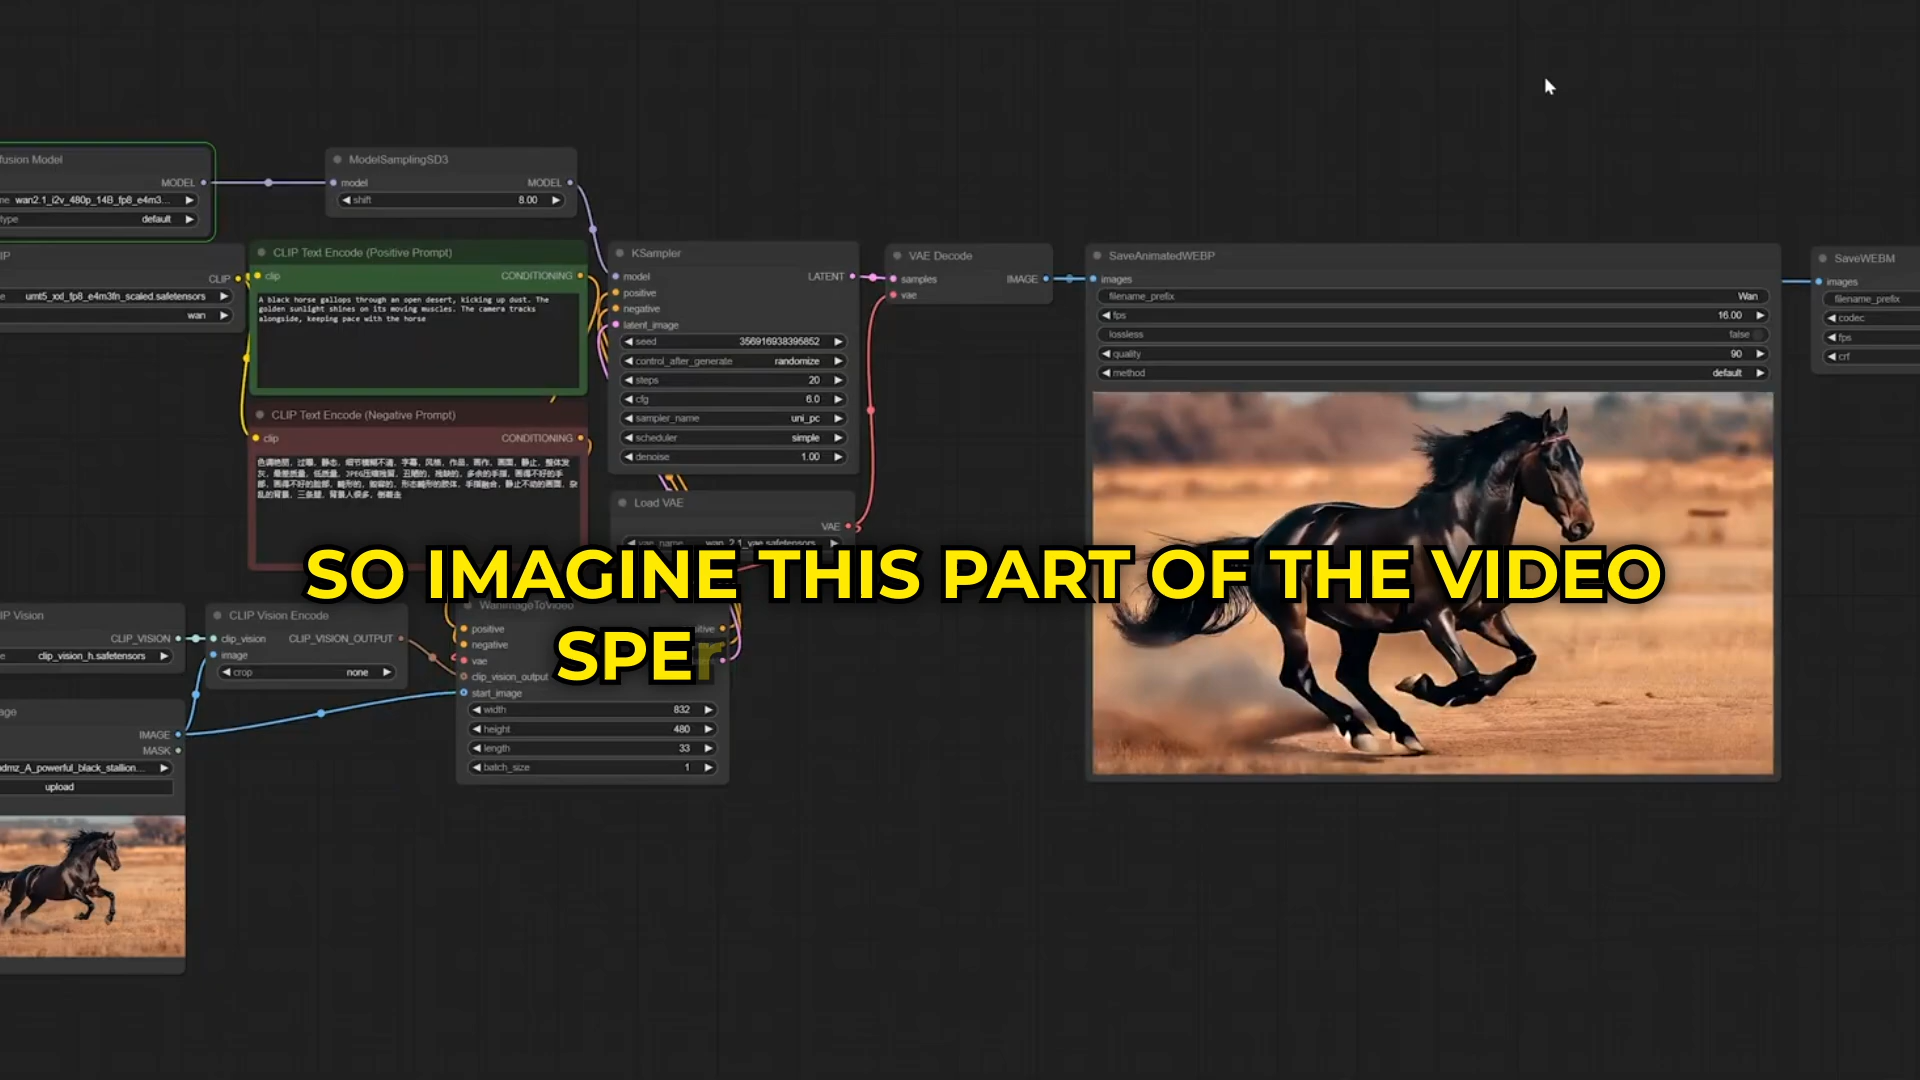 fusion Model
MODEL
wan2.1_i2v_480p_14B_fp8_e4m3...
type
default
ModelSamplingSD3
model
MODEL
shift
8.00
CLIP
umt5_xxl_fp8_e4m3fn_scaled.safetensors
wan
CLIP Text Encode (Positive Prompt)
clip
CONDITIONING
A black horse gallops through an open desert, kicking up dust. The
golden sunlight shines on its moving muscles. The camera tracks
alongside, keeping pace with the horse
CLIP Text Encode (Negative Prompt)
clip
CONDITIONING
KSampler
model
LATENT
positive
negative
latent_image
seed
356916938395852
control_after_generate
randomize
steps
20
cfg
6.0
sampler_name
uni_pc
scheduler
simple
denoise
1.00
VAE Decode
samples
IMAGE
vae
SaveAnimatedWEBP
images
filename_prefix
Wan
fps
16.00
lossless
false
quality
90
method
default
SaveWEBM
images
filename_prefix
codec
fps
crf
Load VAE
VAE
SO IMAGINE THIS PART OF THE VIDEO
SPEr
IP Vision
CLIP_VISION
clip_vision_h.safetensors
CLIP Vision Encode
clip_vision
CLIP_VISION_OUTPUT
image
crop
none
WanImageToVideo
positive
negative
vae
clip_vision_output
start_image
width
832
height
480
length
33
batch_size
1
age
IMAGE
MASK
dmz_A_powerful_black_stallion...
upload